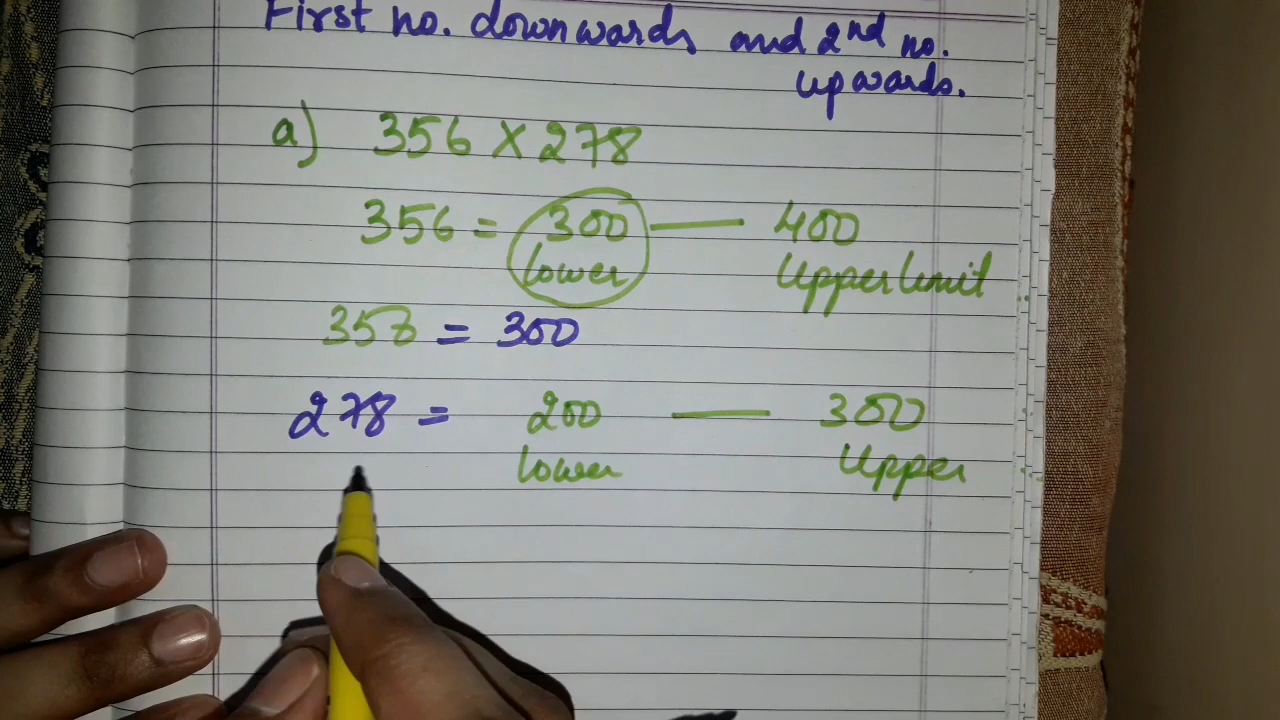 First no. downwards and 2nd no.
upwards.
a) 356 X 278
356 = 300 — 400
lower Upper limit
356 = 300
278 = 200 — 300
lower Upper